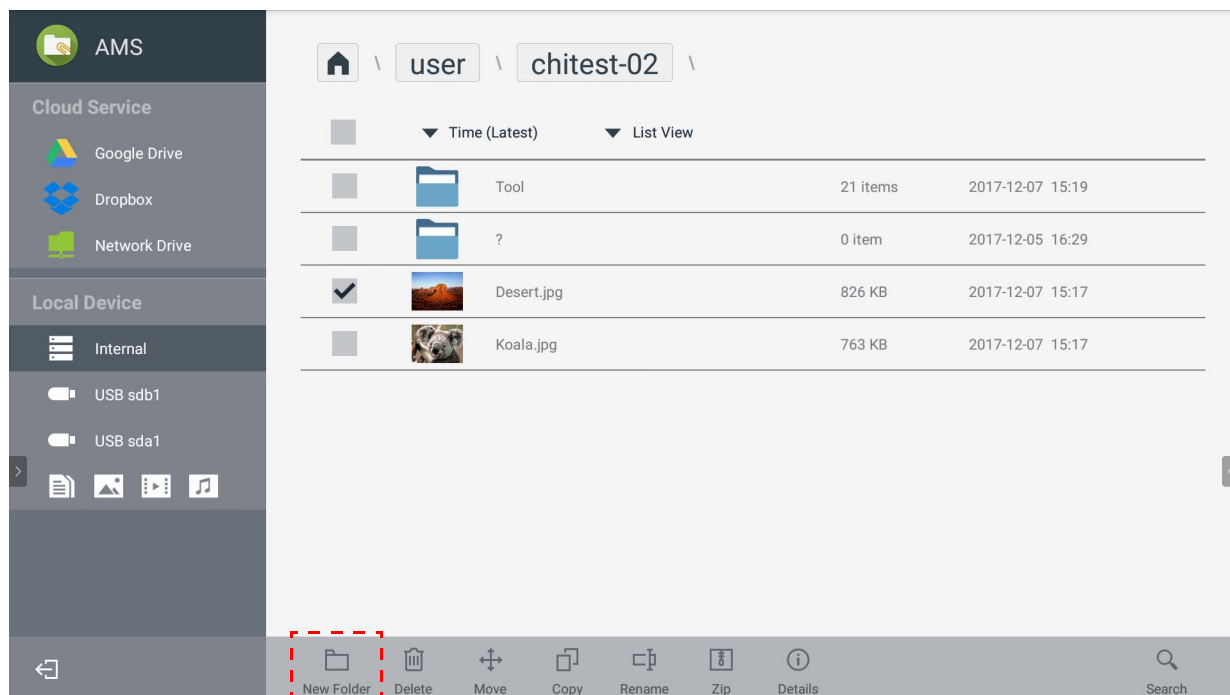 AMS
Cloud Service
Google Drive
Dropbox
Network Drive
Local Device
Internal
USB sdb1
USB sda1
\ user \ chitest-02 \
Time (Latest) List View
Tool 21 items 2017-12-07 15:19
? 0 item 2017-12-05 16:29
Desert.jpg 826 KB 2017-12-07 15:17
Koala.jpg 763 KB 2017-12-07 15:17
New Folder Delete Move Copy Rename Zip Details Search